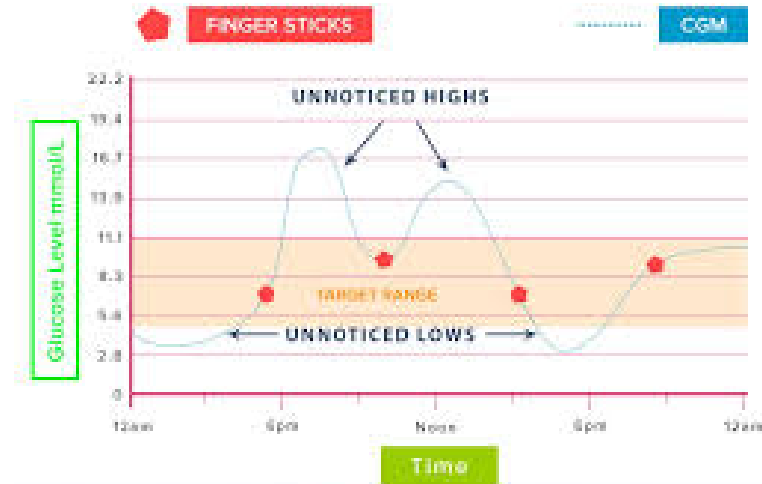 FINGER STICKS
CGM
22.2
UNNOTICED HIGHS
19.4
16.7
13.9
11.1
8.3
TARGET RANGE
5.6
UNNOTICED LOWS
2.8
0
Glucose Level mmol/L
12am
6pm
Noon
6pm
12am
Time